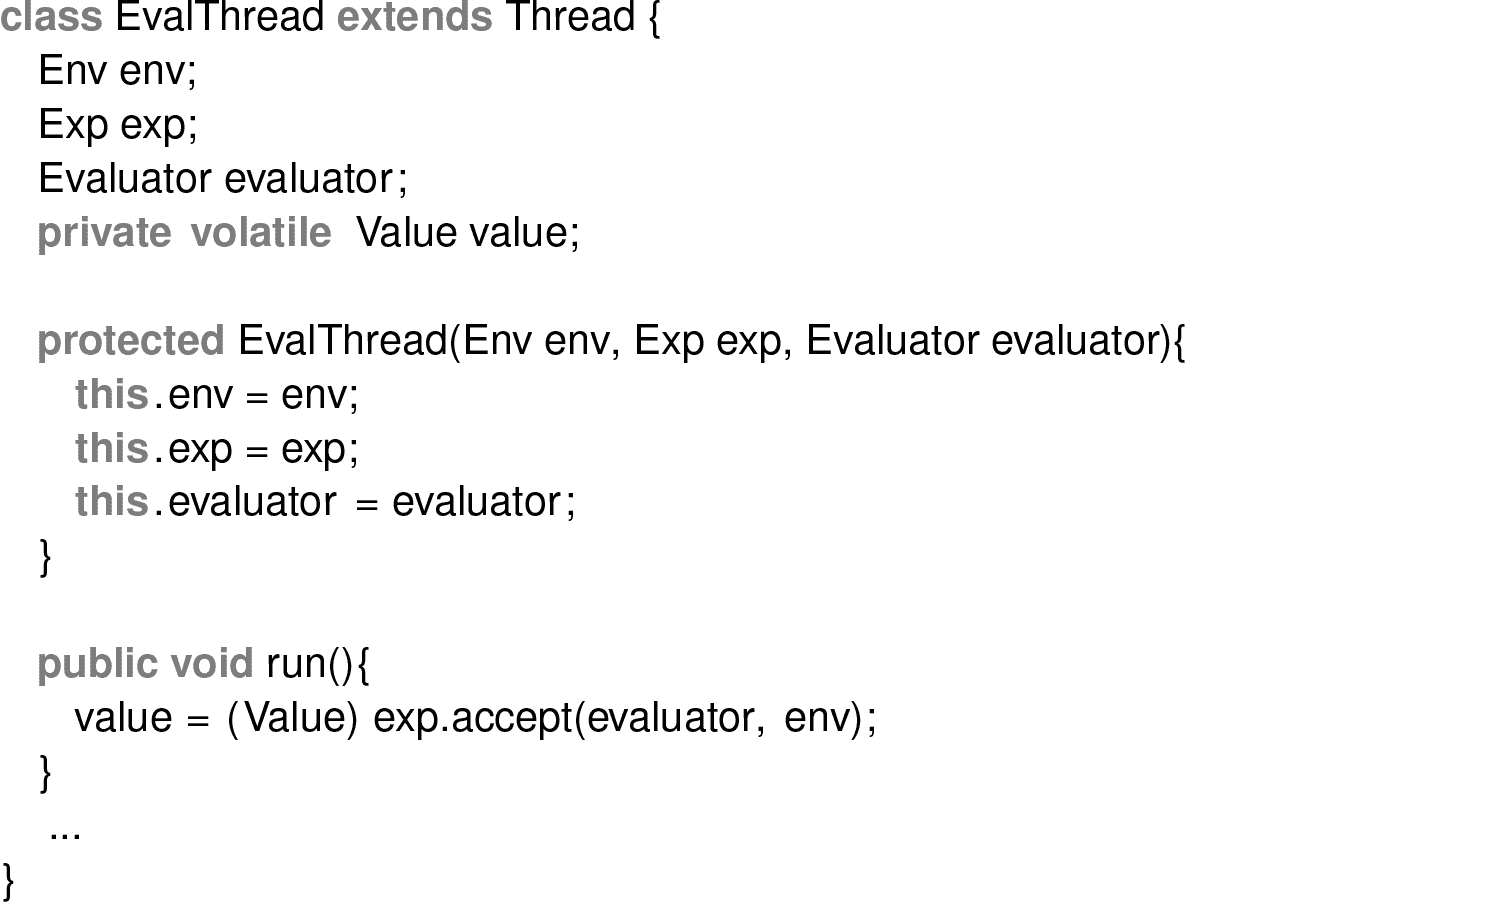 class EvalThread extends Thread {
Env env;
Exp exp;
Evaluator evaluator;
private volatile Value value;
protected EvalThread(Env env, Exp exp, Evaluator evaluator){
this.env = env;
this.exp = exp;
this.evaluator = evaluator;
}
public void run(){
value = (Value) exp.accept(evaluator, env);
}
...
}